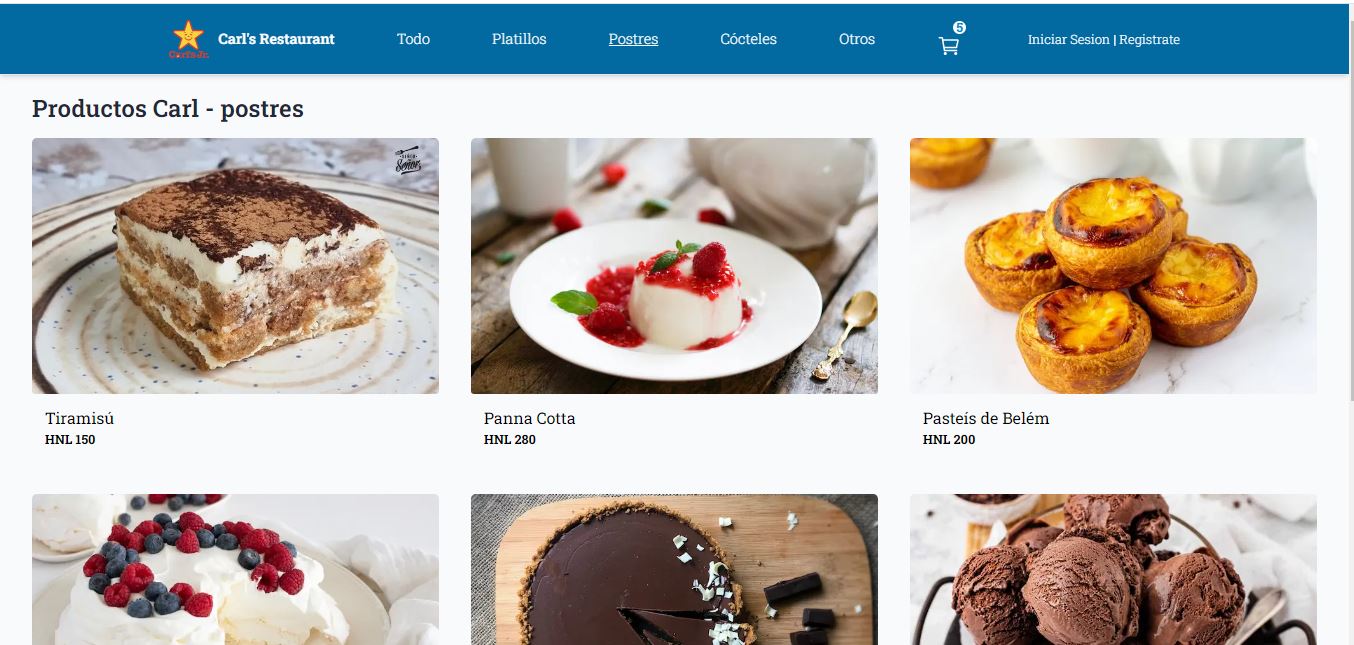 Carl's Jr.
Carl's Restaurant
Todo
Platillos
Postres
Cócteles
Otros
5
Iniciar Sesion | Registrate
Productos Carl - postres
Señor
Tiramisú
HNL 150
Panna Cotta
HNL 280
Pasteís de Belém
HNL 200